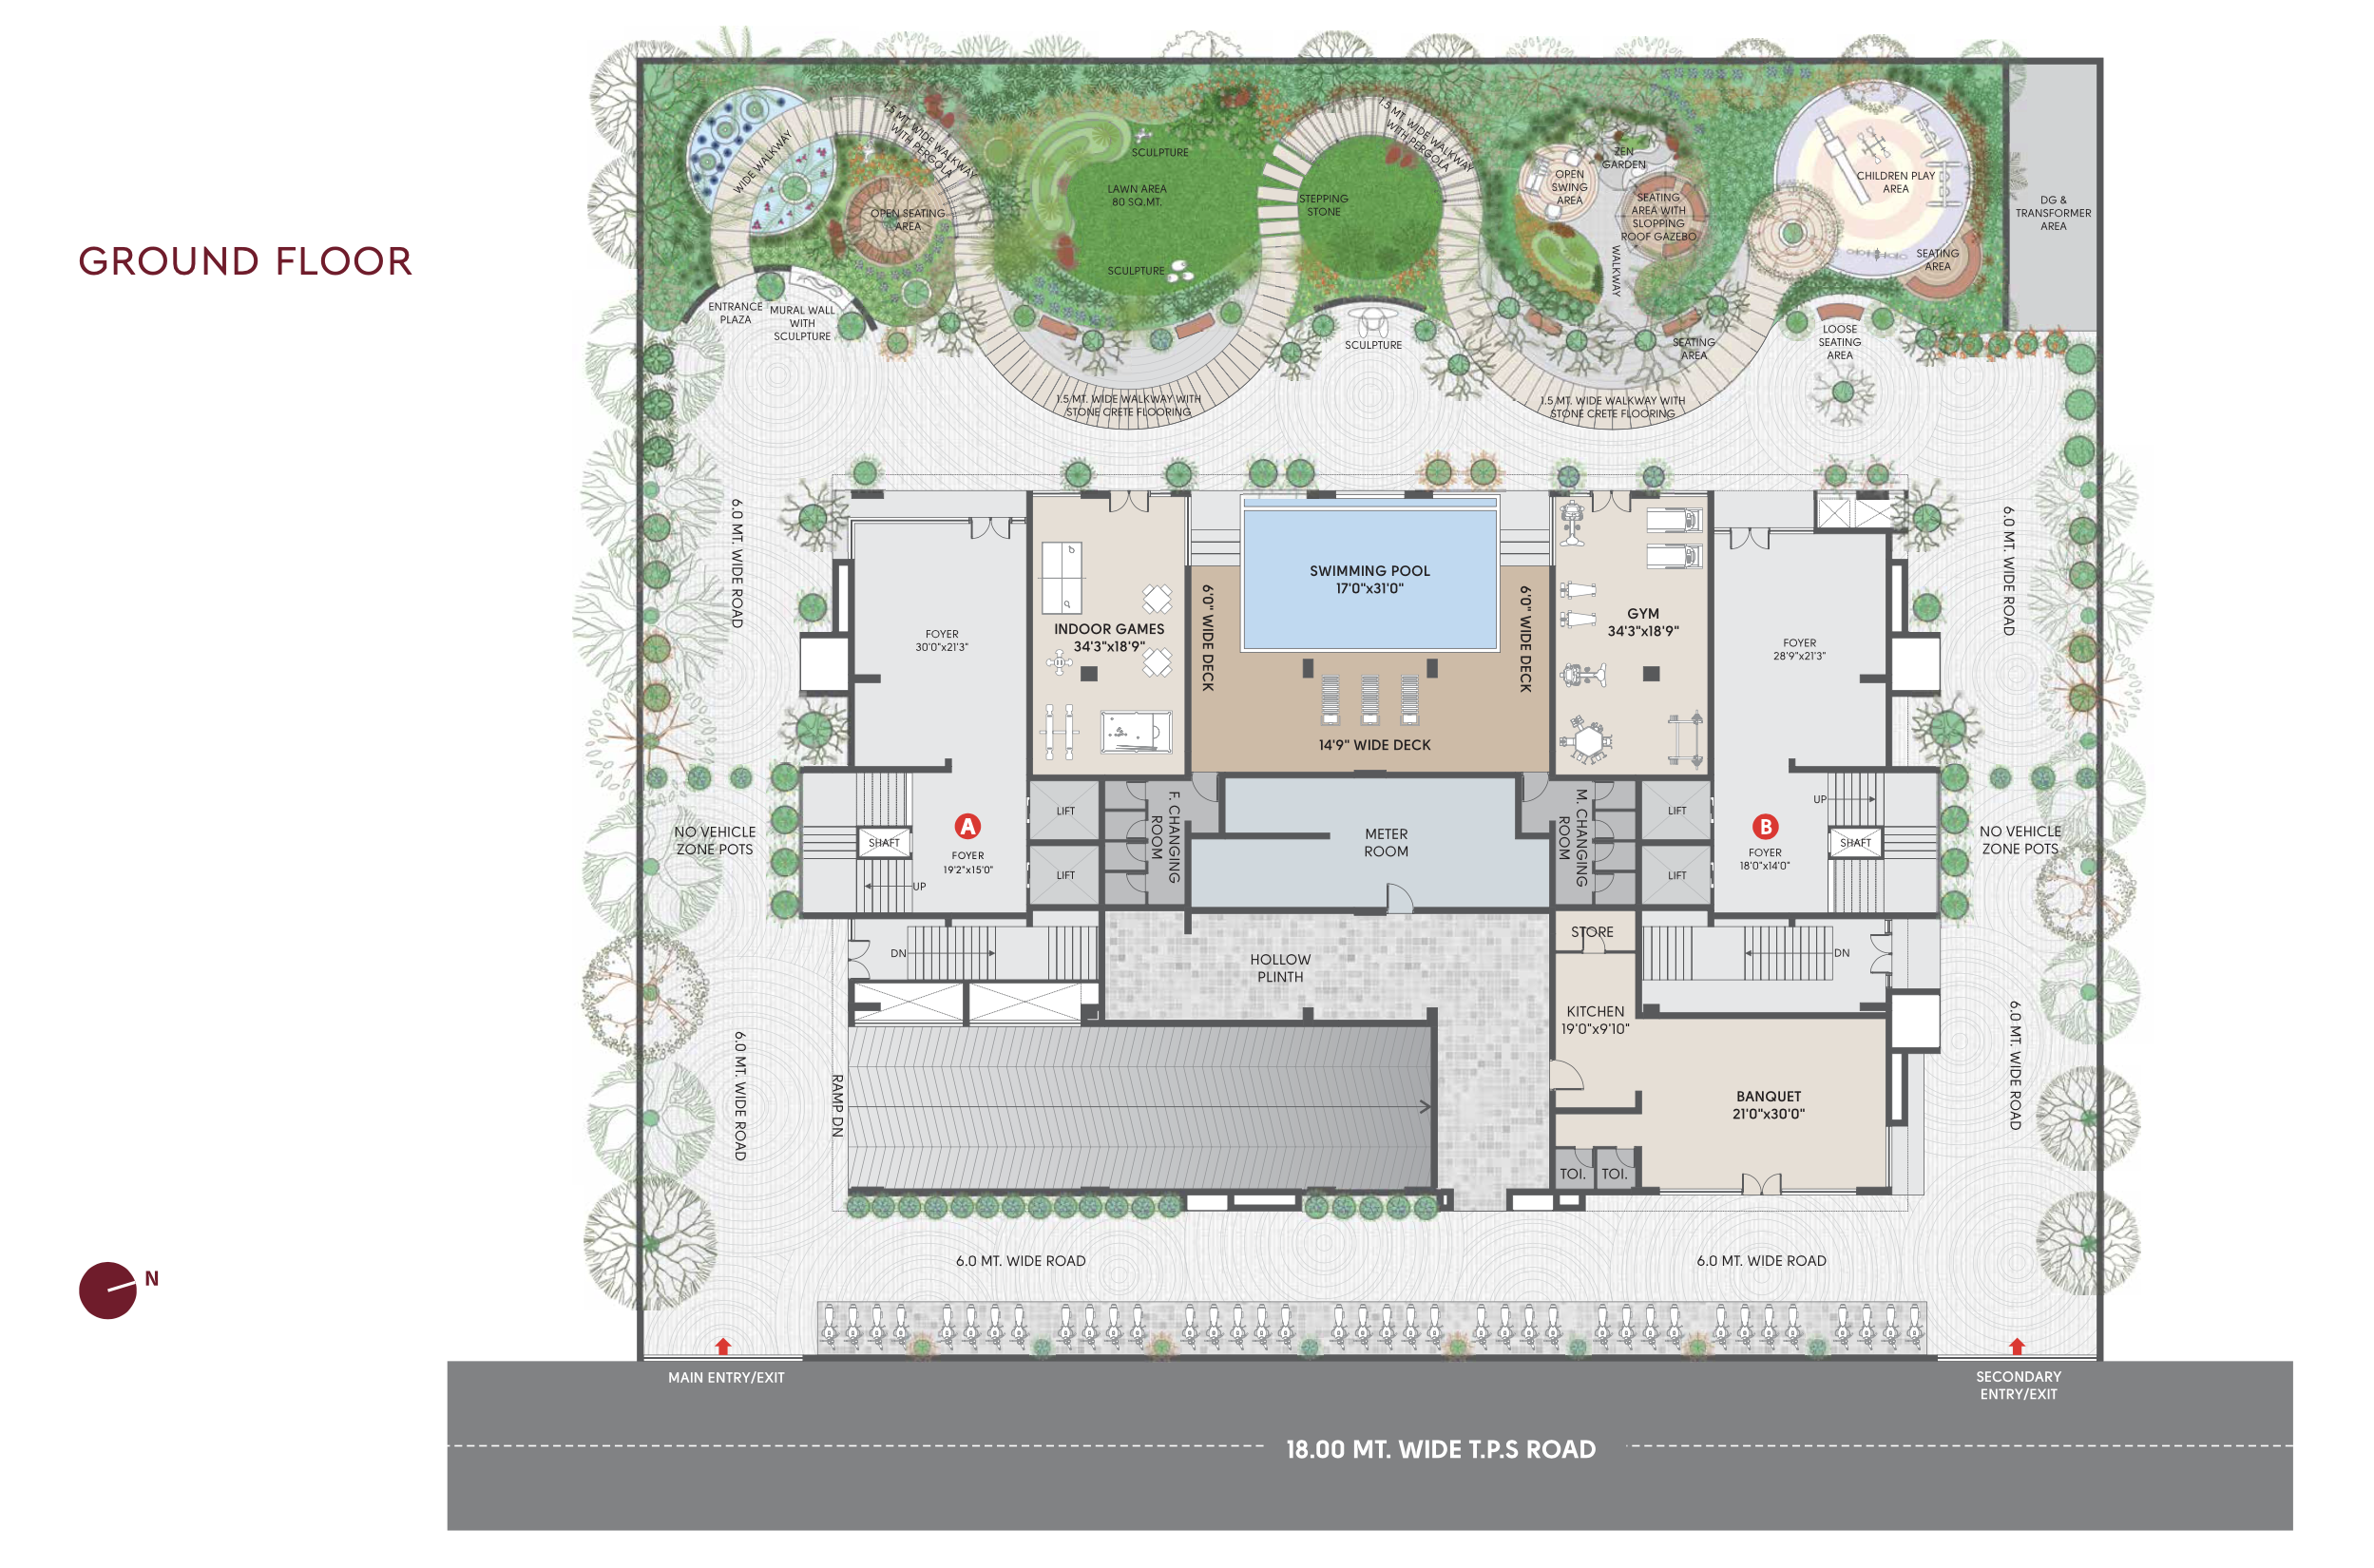 GROUND FLOOR
WIDE WALKWAY
1.5 MT. WIDE WALKWAY
WITH PERGOLA
OPEN SEATING
AREA
ENTRANCE
PLAZA
MURAL WALL
WITH
SCULPTURE
SCULPTURE
LAWN AREA
80 SQ.MT.
SCULPTURE
1.5 MT. WIDE WALKWAY WITH
STONE CRETE FLOORING
STEPPING
STONE
1.5 MT. WIDE WALKWAY
WITH PERGOLA
SCULPTURE
OPEN
SWING
AREA
ZEN
GARDEN
SEATING
AREA WITH
SLOPPING
ROOF GAZEBO
WALKWAY
SEATING
AREA
1.5 MT. WIDE WALKWAY WITH
STONE CRETE FLOORING
CHILDREN PLAY
AREA
SEATING
AREA
LOOSE
SEATING
AREA
DG &
TRANSFORMER
AREA
6.0 MT. WIDE ROAD
FOYER
30'0"x21'3"
INDOOR GAMES
34'3"x18'9"
6'0" WIDE DECK
SWIMMING POOL
17'0"x31'0"
6'0" WIDE DECK
14'9" WIDE DECK
GYM
34'3"x18'9"
FOYER
28'9"x21'3"
6.0 MT. WIDE ROAD
NO VEHICLE
ZONE POTS
SHAFT
UP
A
FOYER
19'2"x15'0"
LIFT
LIFT
F. CHANGING
ROOM
METER
ROOM
M. CHANGING
ROOM
LIFT
LIFT
B
FOYER
18'0"x14'0"
UP
SHAFT
NO VEHICLE
ZONE POTS
DN
HOLLOW
PLINTH
STORE
KITCHEN
19'0"x9'10"
DN
6.0 MT. WIDE ROAD
RAMP DN
BANQUET
21'0"x30'0"
TOI.
TOI.
6.0 MT. WIDE ROAD
6.0 MT. WIDE ROAD
6.0 MT. WIDE ROAD
N
MAIN ENTRY/EXIT
SECONDARY
ENTRY/EXIT
18.00 MT. WIDE T.P.S ROAD